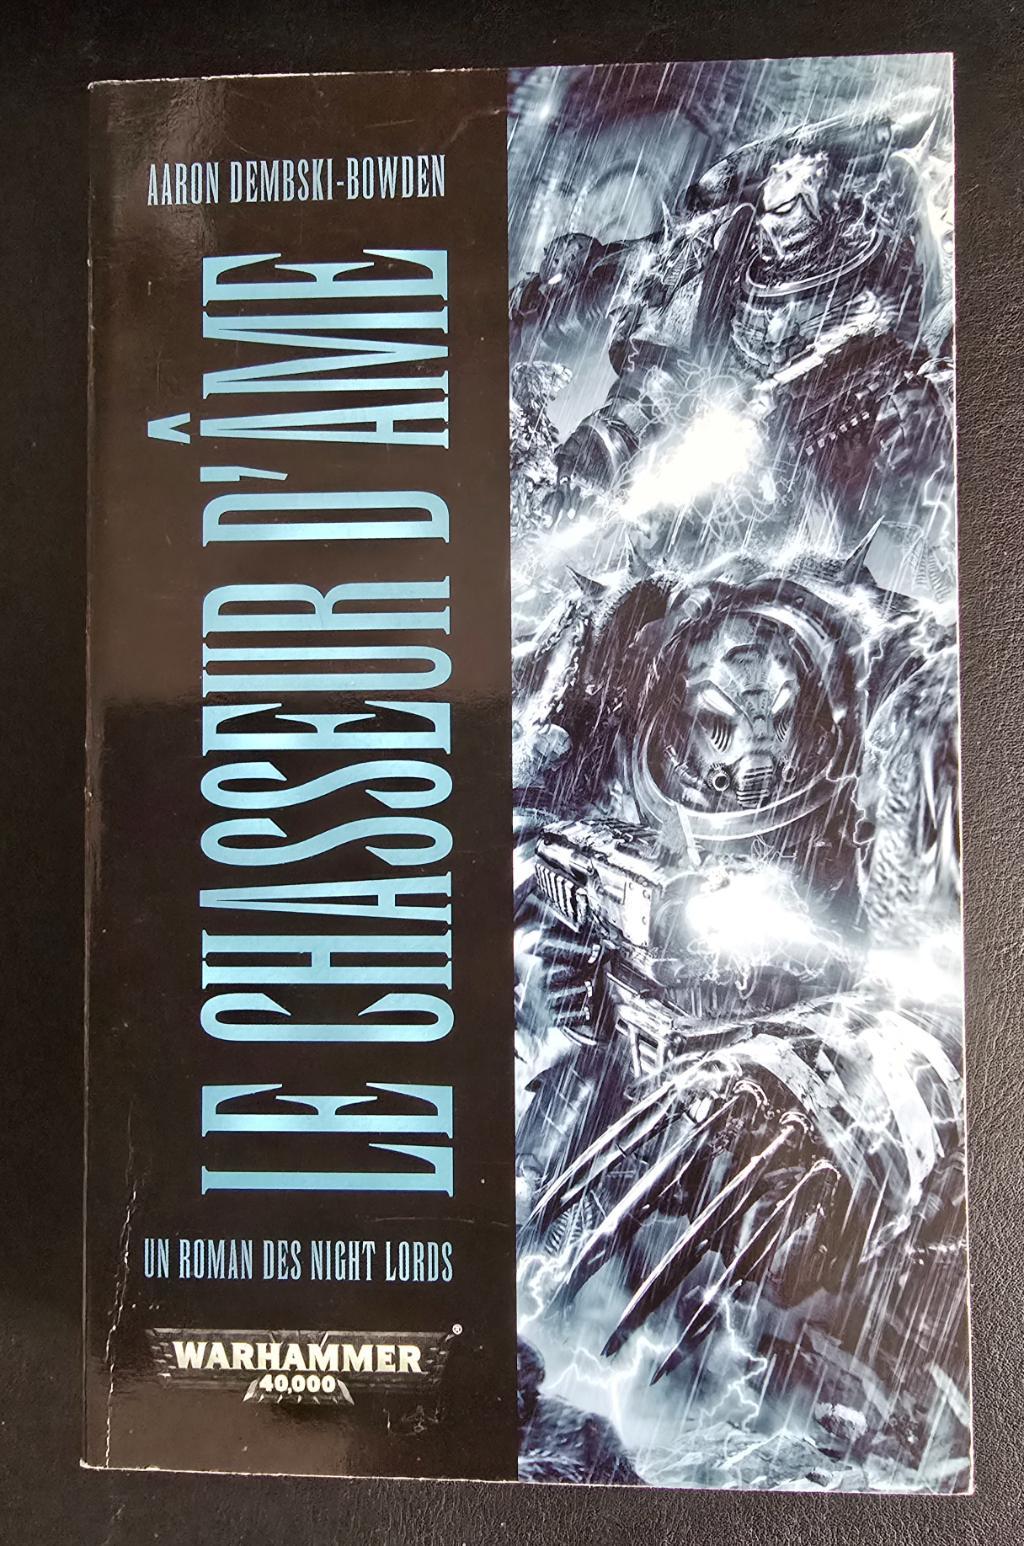 AARON DEMBSKI-BOWDEN
LE CHASSEUR D'ÂME
UN ROMAN DES NIGHT LORDS
WARHAMMER®
40,000